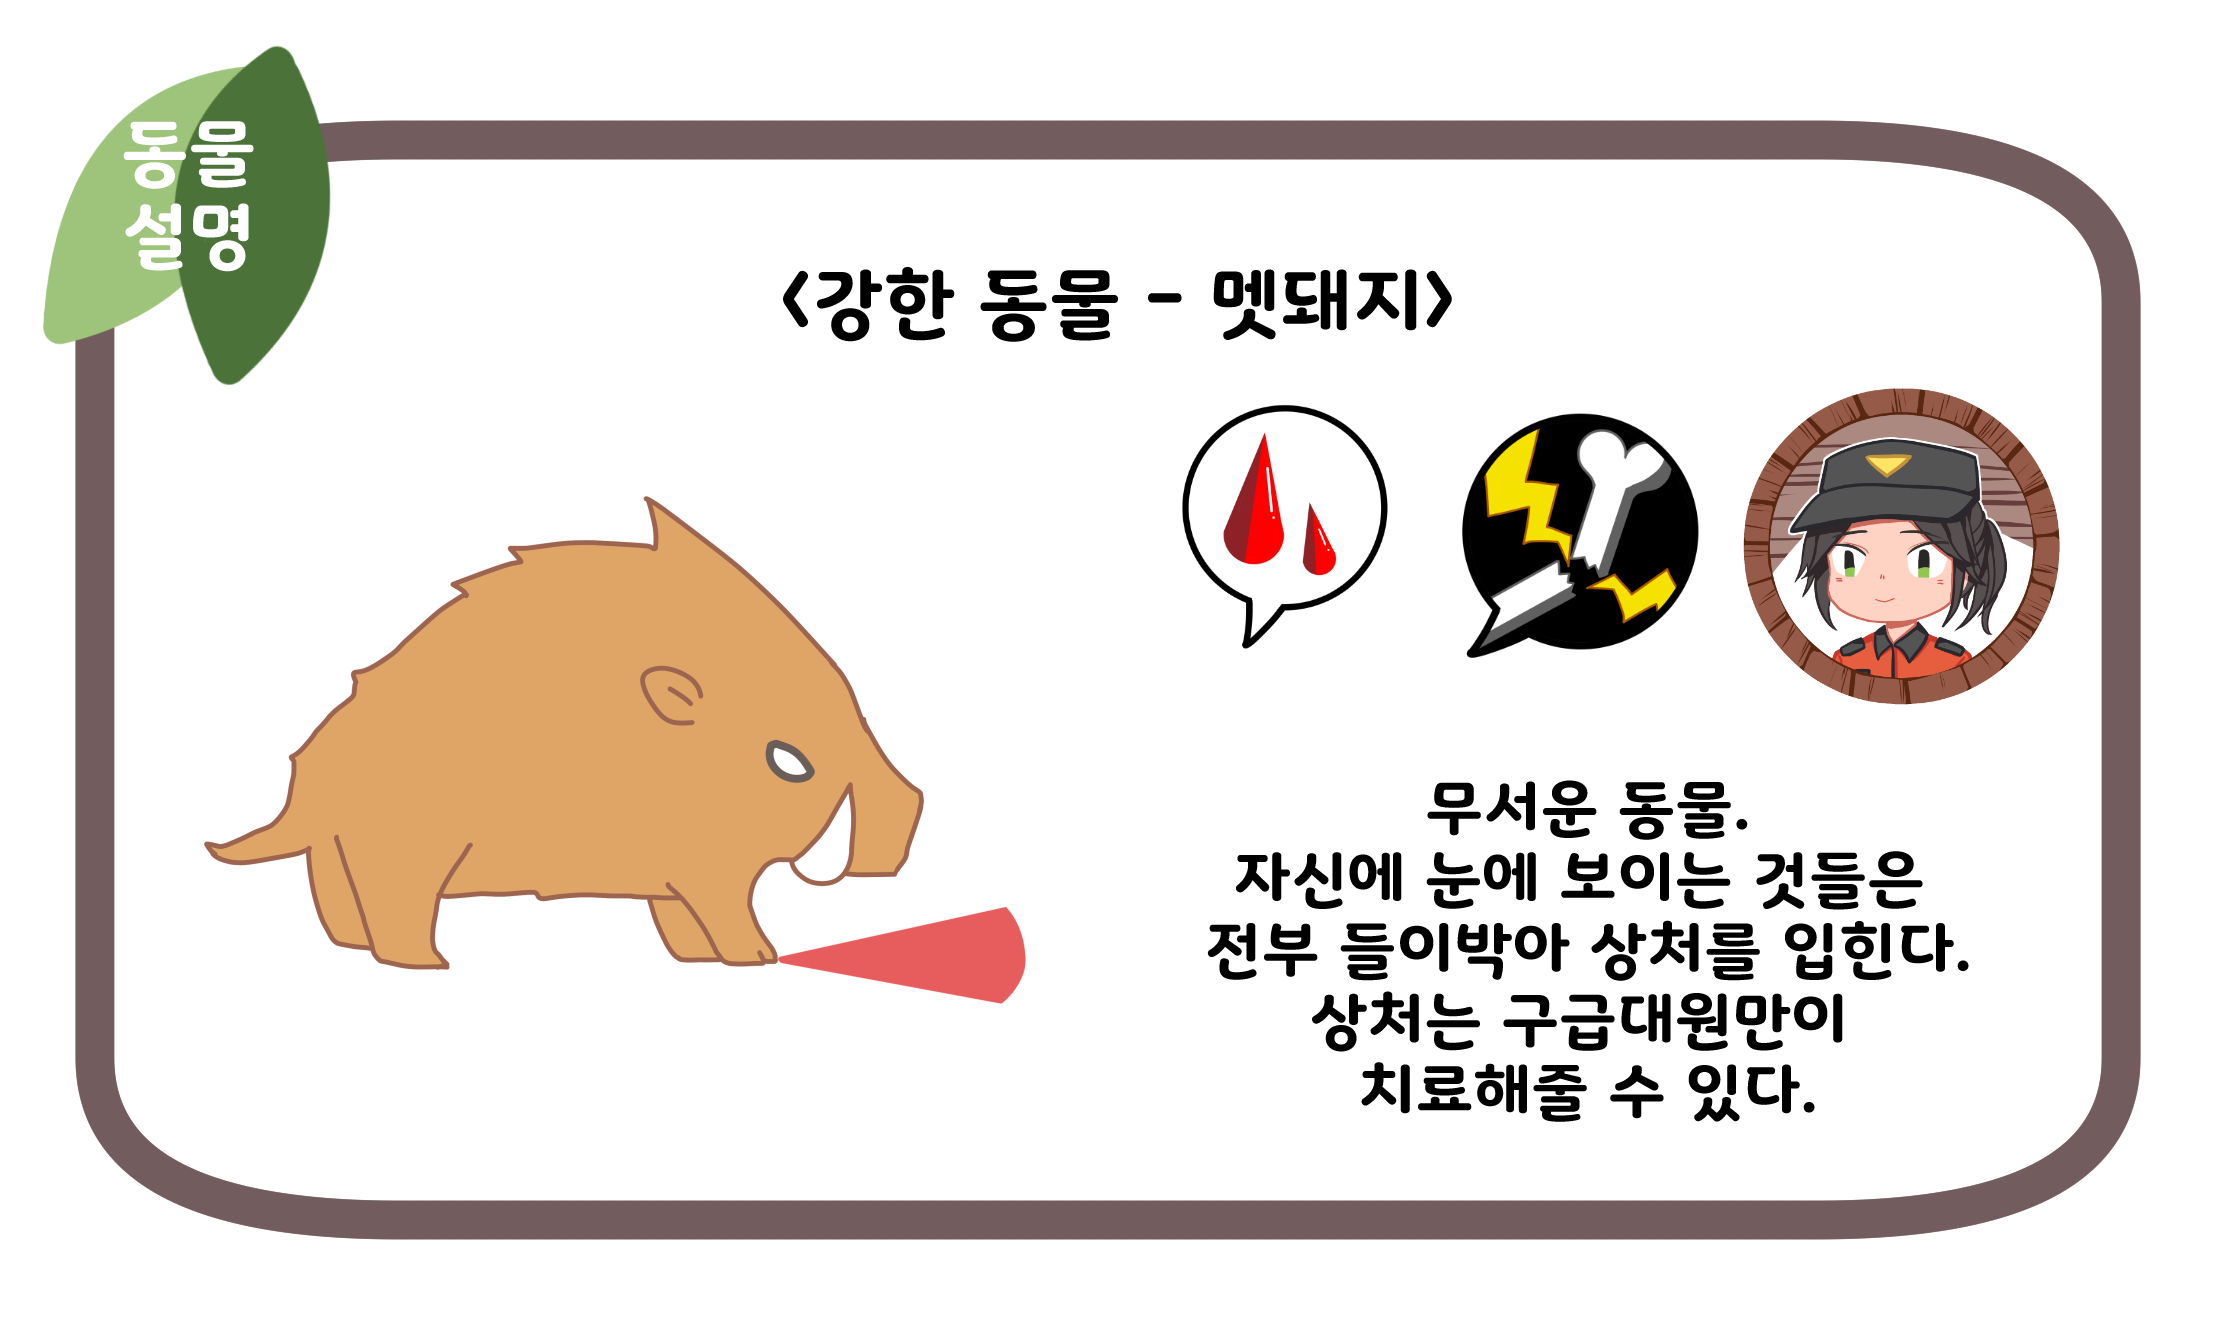 동물
설명
<강한 동물 - 멧돼지>
무서운 동물.
자신에 눈에 보이는 것들은
전부 들이박아 상처를 입힌다.
상처는 구급대원만이
치료해줄 수 있다.